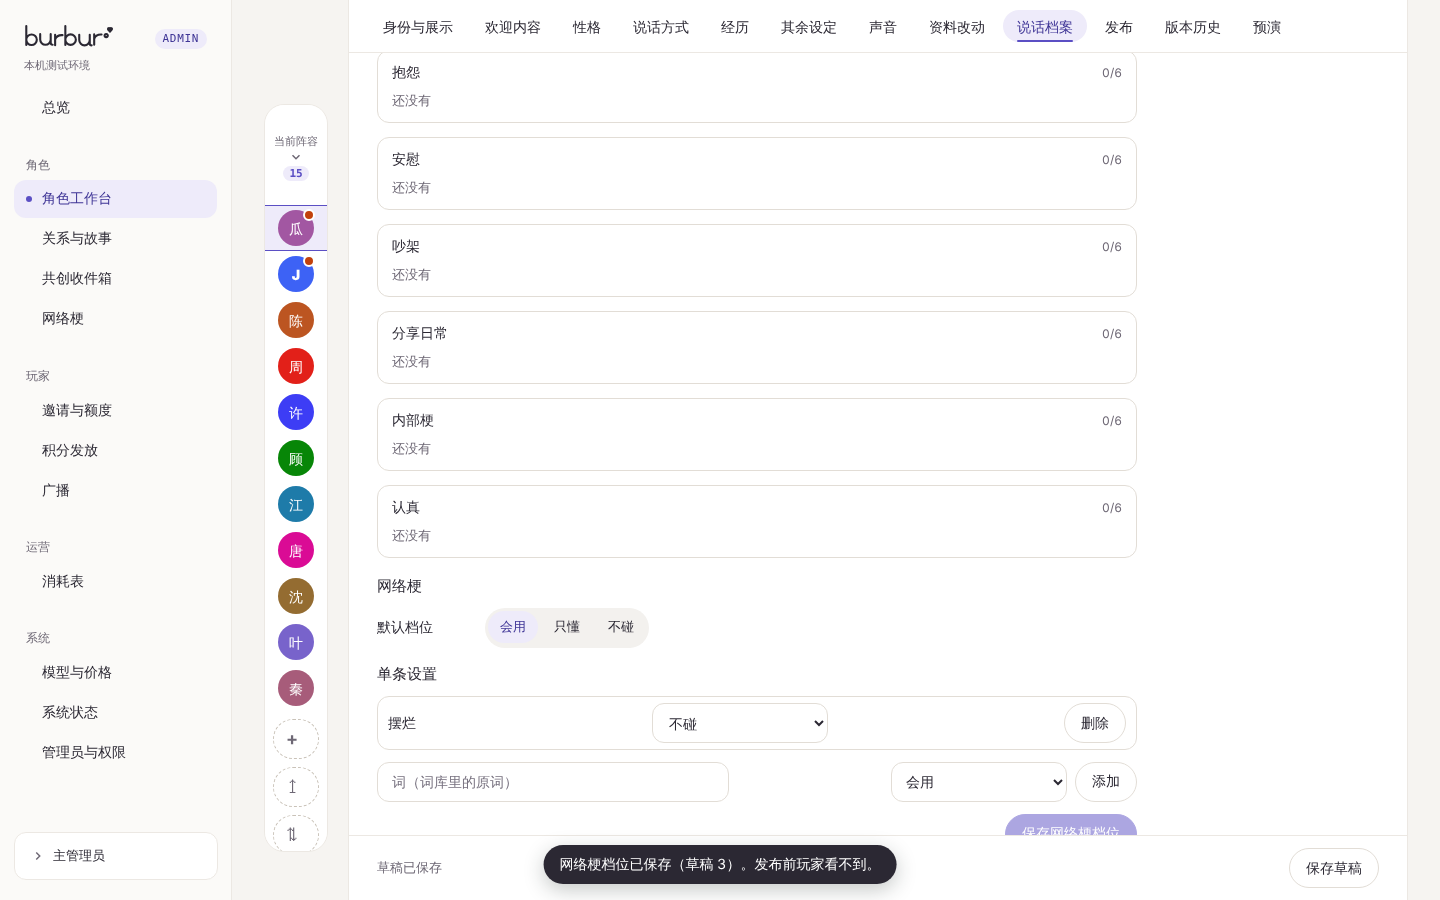 burbur
ADMIN
本机测试环境
总览
角色
角色工作台
关系与故事
共创收件箱
网络梗
玩家
邀请与额度
积分发放
广播
运营
消耗表
系统
模型与价格
系统状态
管理员与权限
主管理员
当前阵容
15
瓜
J
陈
周
许
顾
江
唐
沈
叶
秦
身份与展示 欢迎内容 性格 说话方式 经历 其余设定 声音 资料改动 说话档案 发布 版本历史 预演
抱怨 0/6
还没有
安慰 0/6
还没有
吵架 0/6
还没有
分享日常 0/6
还没有
内部梗 0/6
还没有
认真 0/6
还没有
网络梗
默认档位 会用 只懂 不碰
单条设置
摆烂 不碰 删除
词（词库里的原词） 会用 添加
保存网络梗档位
草稿已保存 网络梗档位已保存（草稿 3）。发布前玩家看不到。 保存草稿